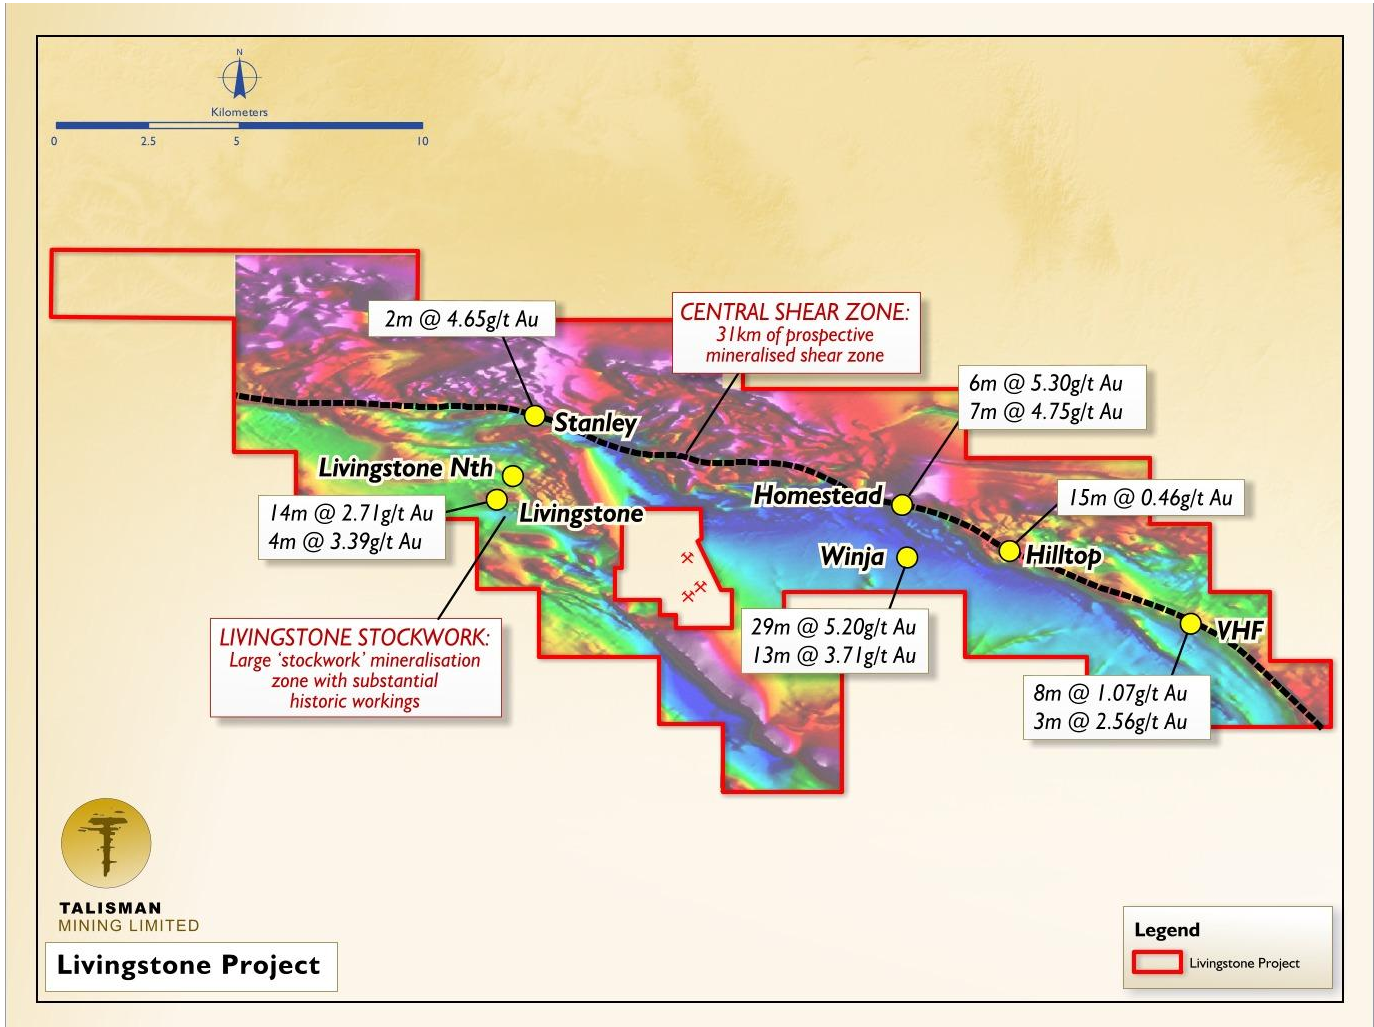 N
Kilometers
0 2.5 5 10
2m @ 4.65g/t Au
CENTRAL SHEAR ZONE:
31km of prospective
mineralised shear zone
6m @ 5.30g/t Au
7m @ 4.75g/t Au
Stanley
Livingstone Nth
Homestead
15m @ 0.46g/t Au
14m @ 2.71g/t Au
4m @ 3.39g/t Au
Livingstone
Winja
Hilltop
LIVINGSTONE STOCKWORK:
Large ‘stockwork’ mineralisation
zone with substantial
historic workings
29m @ 5.20g/t Au
13m @ 3.71g/t Au
VHF
8m @ 1.07g/t Au
3m @ 2.56g/t Au
TALISMAN
MINING LIMITED
Livingstone Project
Legend
Livingstone Project